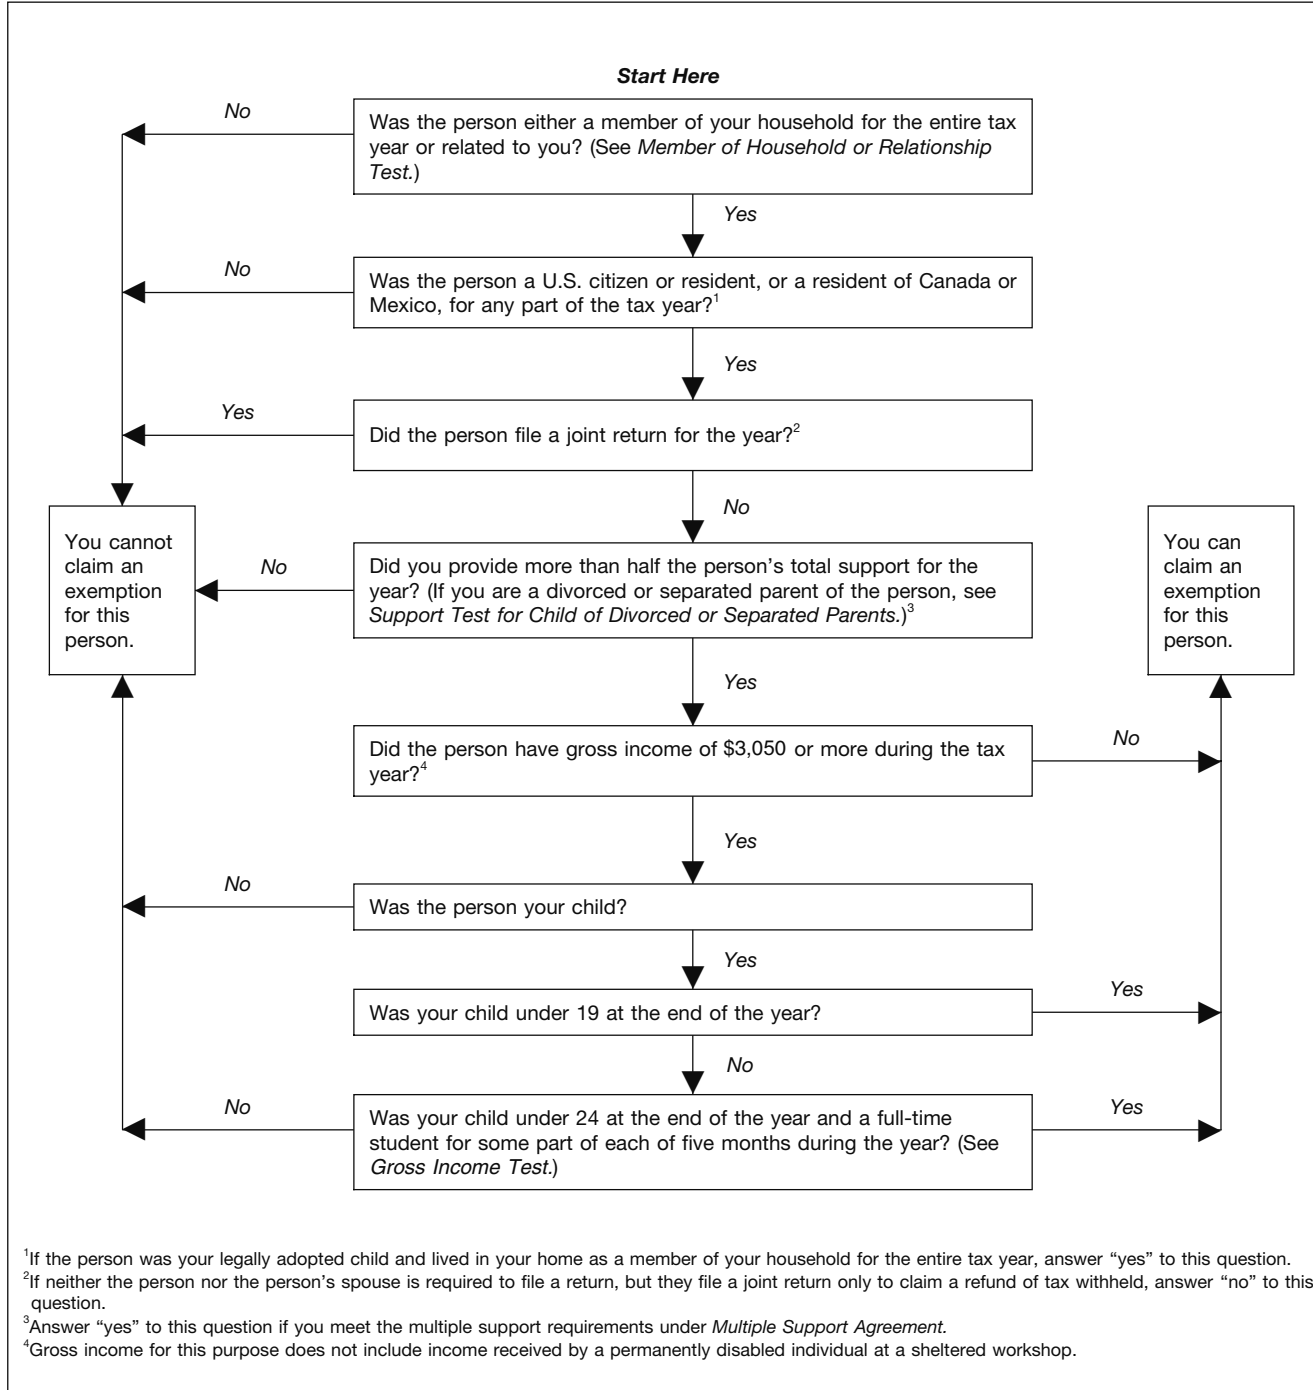 Start Here
No
Was the person either a member of your household for the entire tax
year or related to you? (See Member of Household or Relationship
Test.)
Yes
No
Was the person a U.S. citizen or resident, or a resident of Canada or
Mexico, for any part of the tax year?¹
Yes
Yes
Did the person file a joint return for the year?²
No
You cannot
claim an
exemption
for this
person.
No
Did you provide more than half the person's total support for the
year? (If you are a divorced or separated parent of the person, see
Support Test for Child of Divorced or Separated Parents.)³
You can
claim an
exemption
for this
person.
Yes
Did the person have gross income of $3,050 or more during the tax
year?⁴
No
Yes
No
Was the person your child?
Yes
Was your child under 19 at the end of the year?
Yes
No
No
Was your child under 24 at the end of the year and a full-time
student for some part of each of five months during the year? (See
Gross Income Test.)
Yes
¹If the person was your legally adopted child and lived in your home as a member of your household for the entire tax year, answer “yes” to this question.
²If neither the person nor the person's spouse is required to file a return, but they file a joint return only to claim a refund of tax withheld, answer “no” to this
question.
³Answer “yes” to this question if you meet the multiple support requirements under Multiple Support Agreement.
⁴Gross income for this purpose does not include income received by a permanently disabled individual at a sheltered workshop.